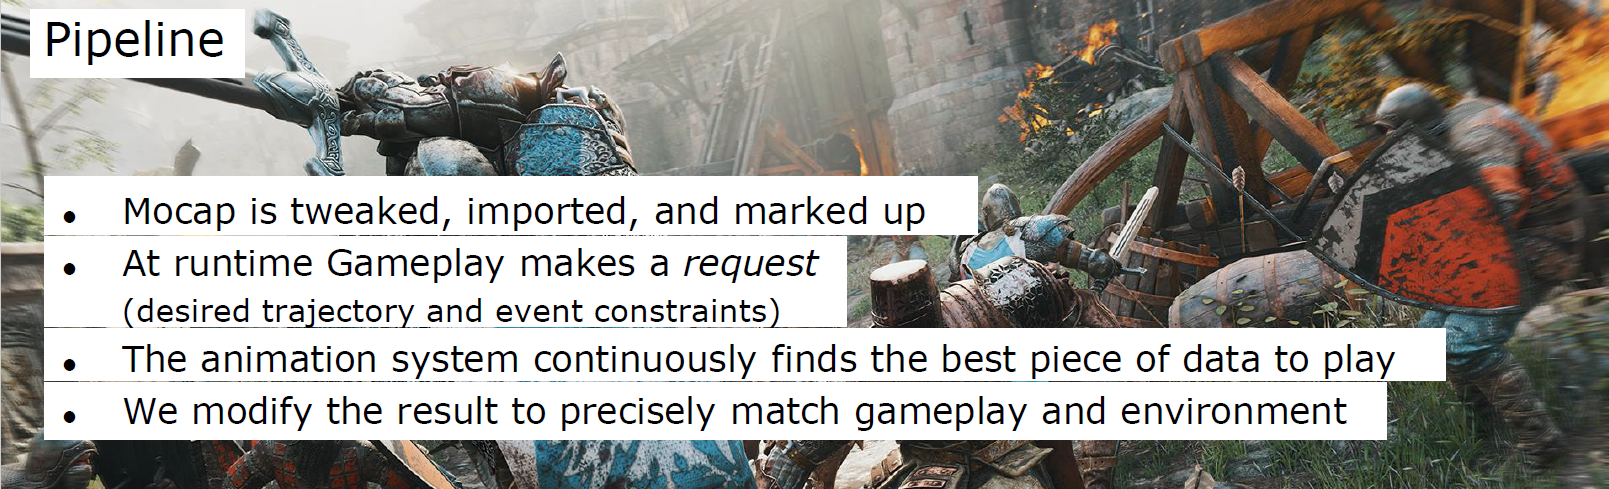 Pipeline
• Mocap is tweaked, imported, and marked up
• At runtime Gameplay makes a request
(desired trajectory and event constraints)
• The animation system continuously finds the best piece of data to play
• We modify the result to precisely match gameplay and environment